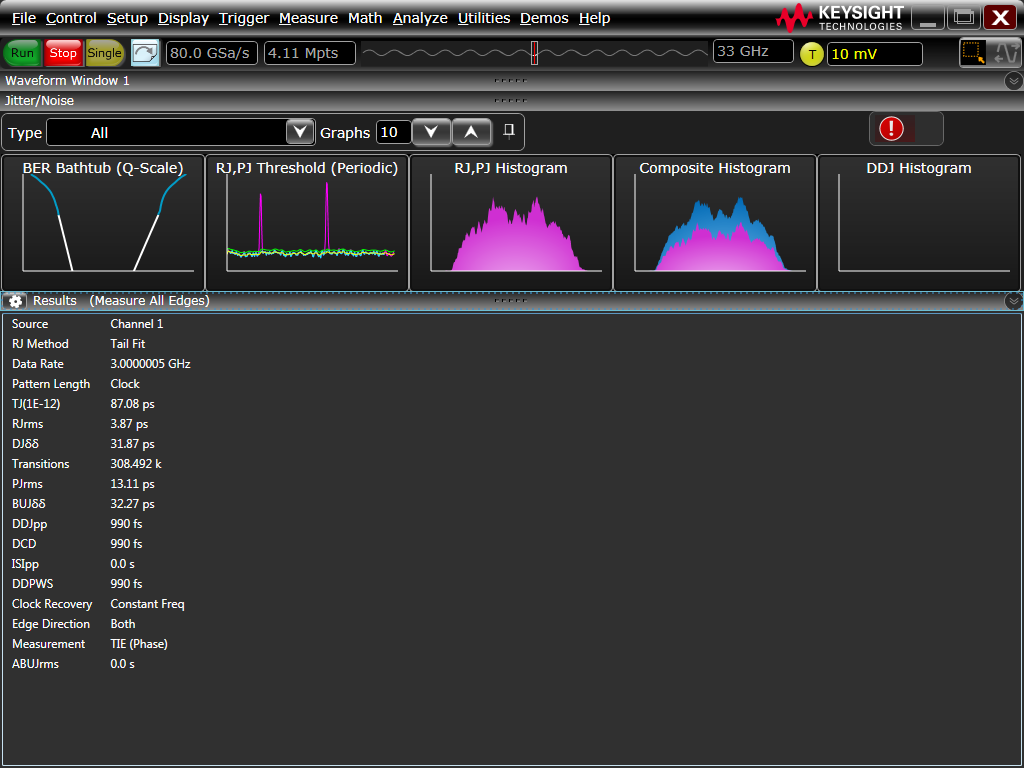 File Control Setup Display Trigger Measure Math Analyze Utilities Demos Help
KEYSIGHT
TECHNOLOGIES
Run Stop Single 80.0 GSa/s 4.11 Mpts 33 GHz T 10 mV
Waveform Window 1
Jitter/Noise
Type All Graphs 10
BER Bathtub (Q-Scale) RJ,PJ Threshold (Periodic) RJ,PJ Histogram Composite Histogram DDJ Histogram
Results (Measure All Edges)
Source Channel 1
RJ Method Tail Fit
Data Rate 3.0000005 GHz
Pattern Length Clock
TJ(1E-12) 87.08 ps
RJrms 3.87 ps
DJδδ 31.87 ps
Transitions 308.492 k
PJrms 13.11 ps
BUJδδ 32.27 ps
DDJpp 990 fs
DCD 990 fs
ISIpp 0.0 s
DDPWS 990 fs
Clock Recovery Constant Freq
Edge Direction Both
Measurement TIE (Phase)
ABUJrms 0.0 s